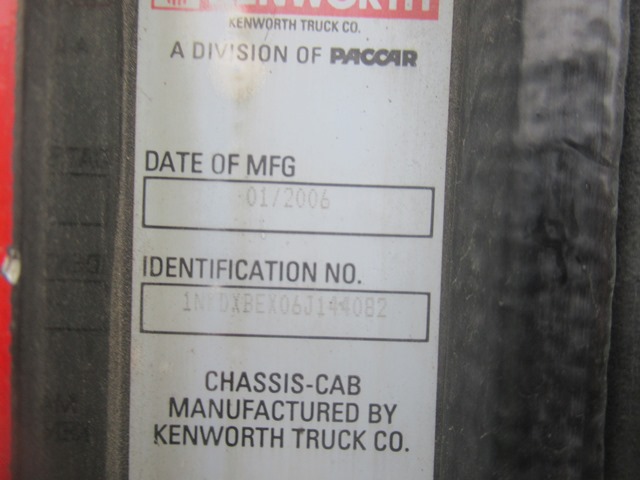 KENWORTH
KENWORTH TRUCK CO.
A DIVISION OF PACCAR
DATE OF MFG
01/2006
IDENTIFICATION NO.
CHASSIS-CAB
MANUFACTURED BY
KENWORTH TRUCK CO.